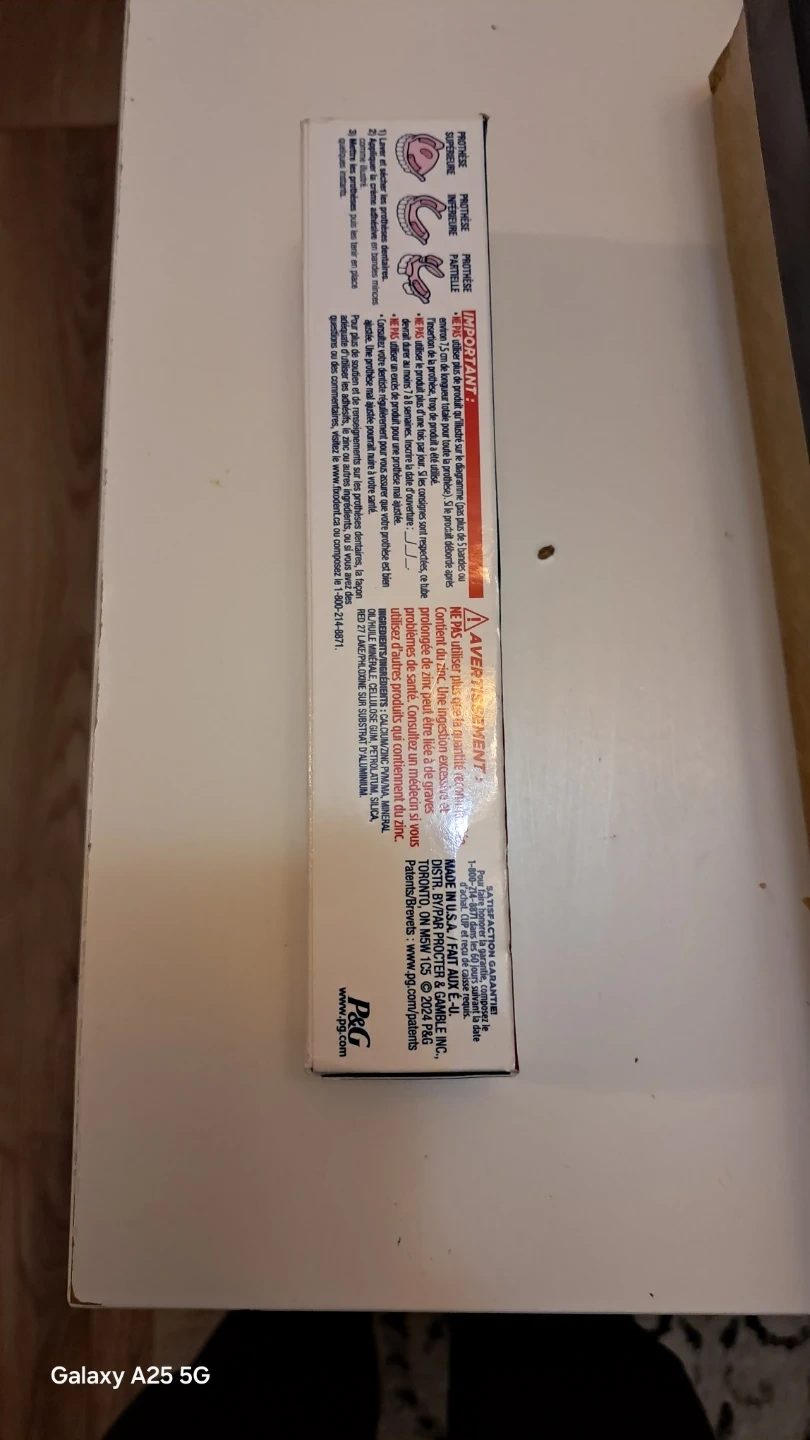 PROTHÈSE
SUPÉRIEURE
PROTHÈSE
INFÉRIEURE
PROTHÈSE
PARTIELLE
1) Laver et sécher les prothèses dentaires.
2) Appliquer la crème adhésive en bandes minces
comme illustré.
3) Mettre les prothèses puis les tenir en place
quelques instants.
IMPORTANT :
• NE PAS utiliser plus de produit qu'illustré sur le diagramme (pas plus de 5 bandes ou
environ 7,5 cm de longueur totale pour toute la prothèse). Si le produit déborde après
l'insertion de la prothèse, trop de produit a été utilisé.
• NE PAS utiliser le produit plus d'une fois par jour. Si les consignes sont respectées, ce tube
devrait durer au moins 7 à 8 semaines. Inscrire la date d'ouverture : __/__/__.
• NE PAS utiliser un excès de produit pour une prothèse mal ajustée.
• Consultez votre dentiste régulièrement pour vous assurer que votre prothèse est bien
ajustée. Une prothèse mal ajustée pourrait nuire à votre santé.
Pour plus de soutien et de renseignements sur les prothèses dentaires, la façon
adéquate d'utiliser les adhésifs, le zinc ou autres ingrédients, ou si vous avez des
questions ou des commentaires, visitez le www.fixodent.ca ou composez le 1-800-214-8871.
AVERTISSEMENT :
NE PAS utiliser plus que la quantité
Contient du zinc. Une ingestion excessive et
prolongée de zinc peut être liée à de graves
problèmes de santé. Consultez un médecin si vous
utilisez d'autres produits qui contiennent du zinc.
INGREDIENTS/INGRÉDIENTS : CALCIUM/ZINC PVM/MA, MINERAL
OIL/HUILE MINÉRALE, CELLULOSE GUM, PETROLATUM, SILICA,
RED 27 LAKE/PHLOXINE SUR SUBSTRAT D'ALUMINIUM.
SATISFACTION GARANTIE!
Pour faire honorer la garantie, composez le
1-800-214-8871 dans les 60 jours suivant la date
d'achat. CUP et reçu de caisse requis.
MADE IN U.S.A. / FAIT AUX É.-U.
DISTR. BY/PAR PROCTER & GAMBLE INC.,
TORONTO, ON M5W 1C5 © 2024 P&G
Patents/Brevets : www.pg.com/patents
P&G
www.pg.com
Galaxy A25 5G